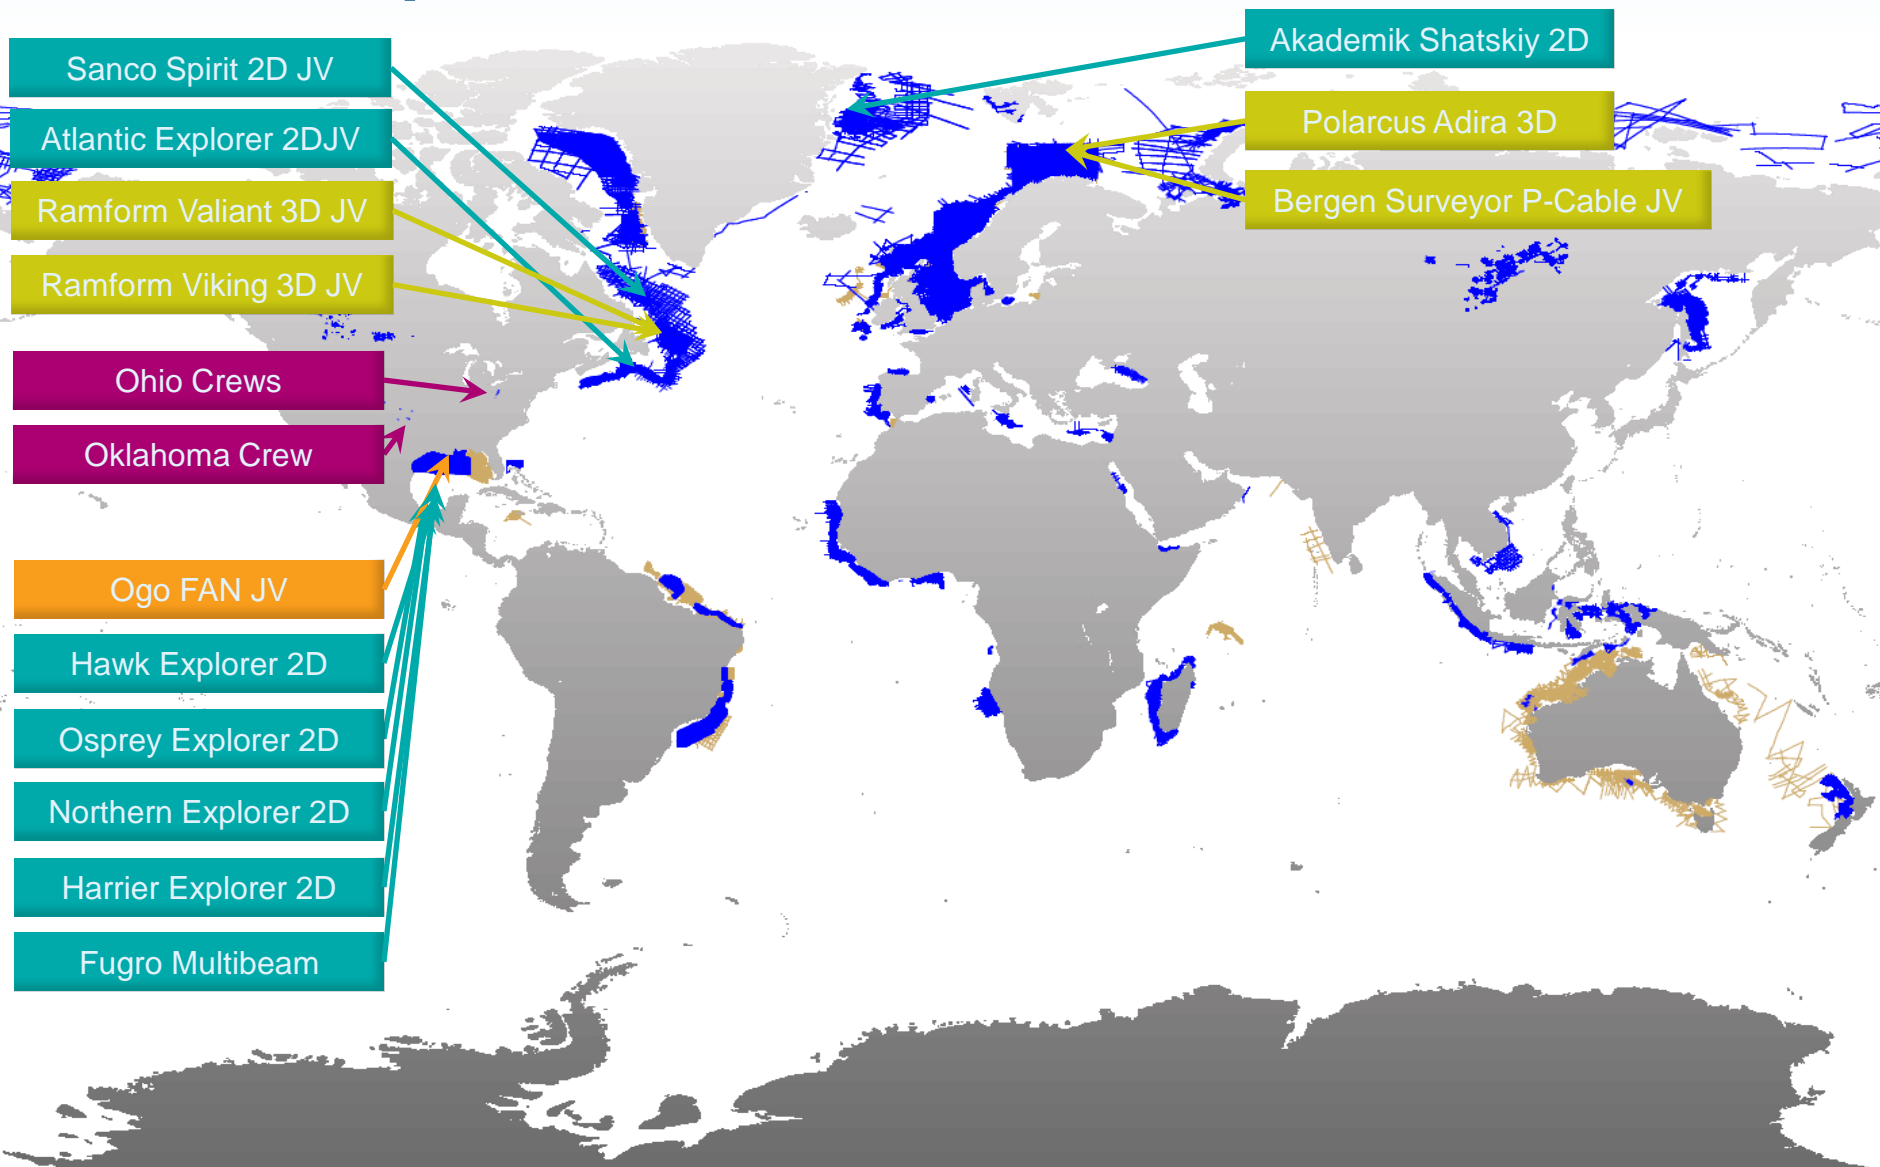 Sanco Spirit 2D JV
Atlantic Explorer 2DJV
Ramform Valiant 3D JV
Ramform Viking 3D JV
Ohio Crews
Oklahoma Crew
Ogo FAN JV
Hawk Explorer 2D
Osprey Explorer 2D
Northern Explorer 2D
Harrier Explorer 2D
Fugro Multibeam
Akademik Shatskiy 2D
Polarcus Adira 3D
Bergen Surveyor P-Cable JV